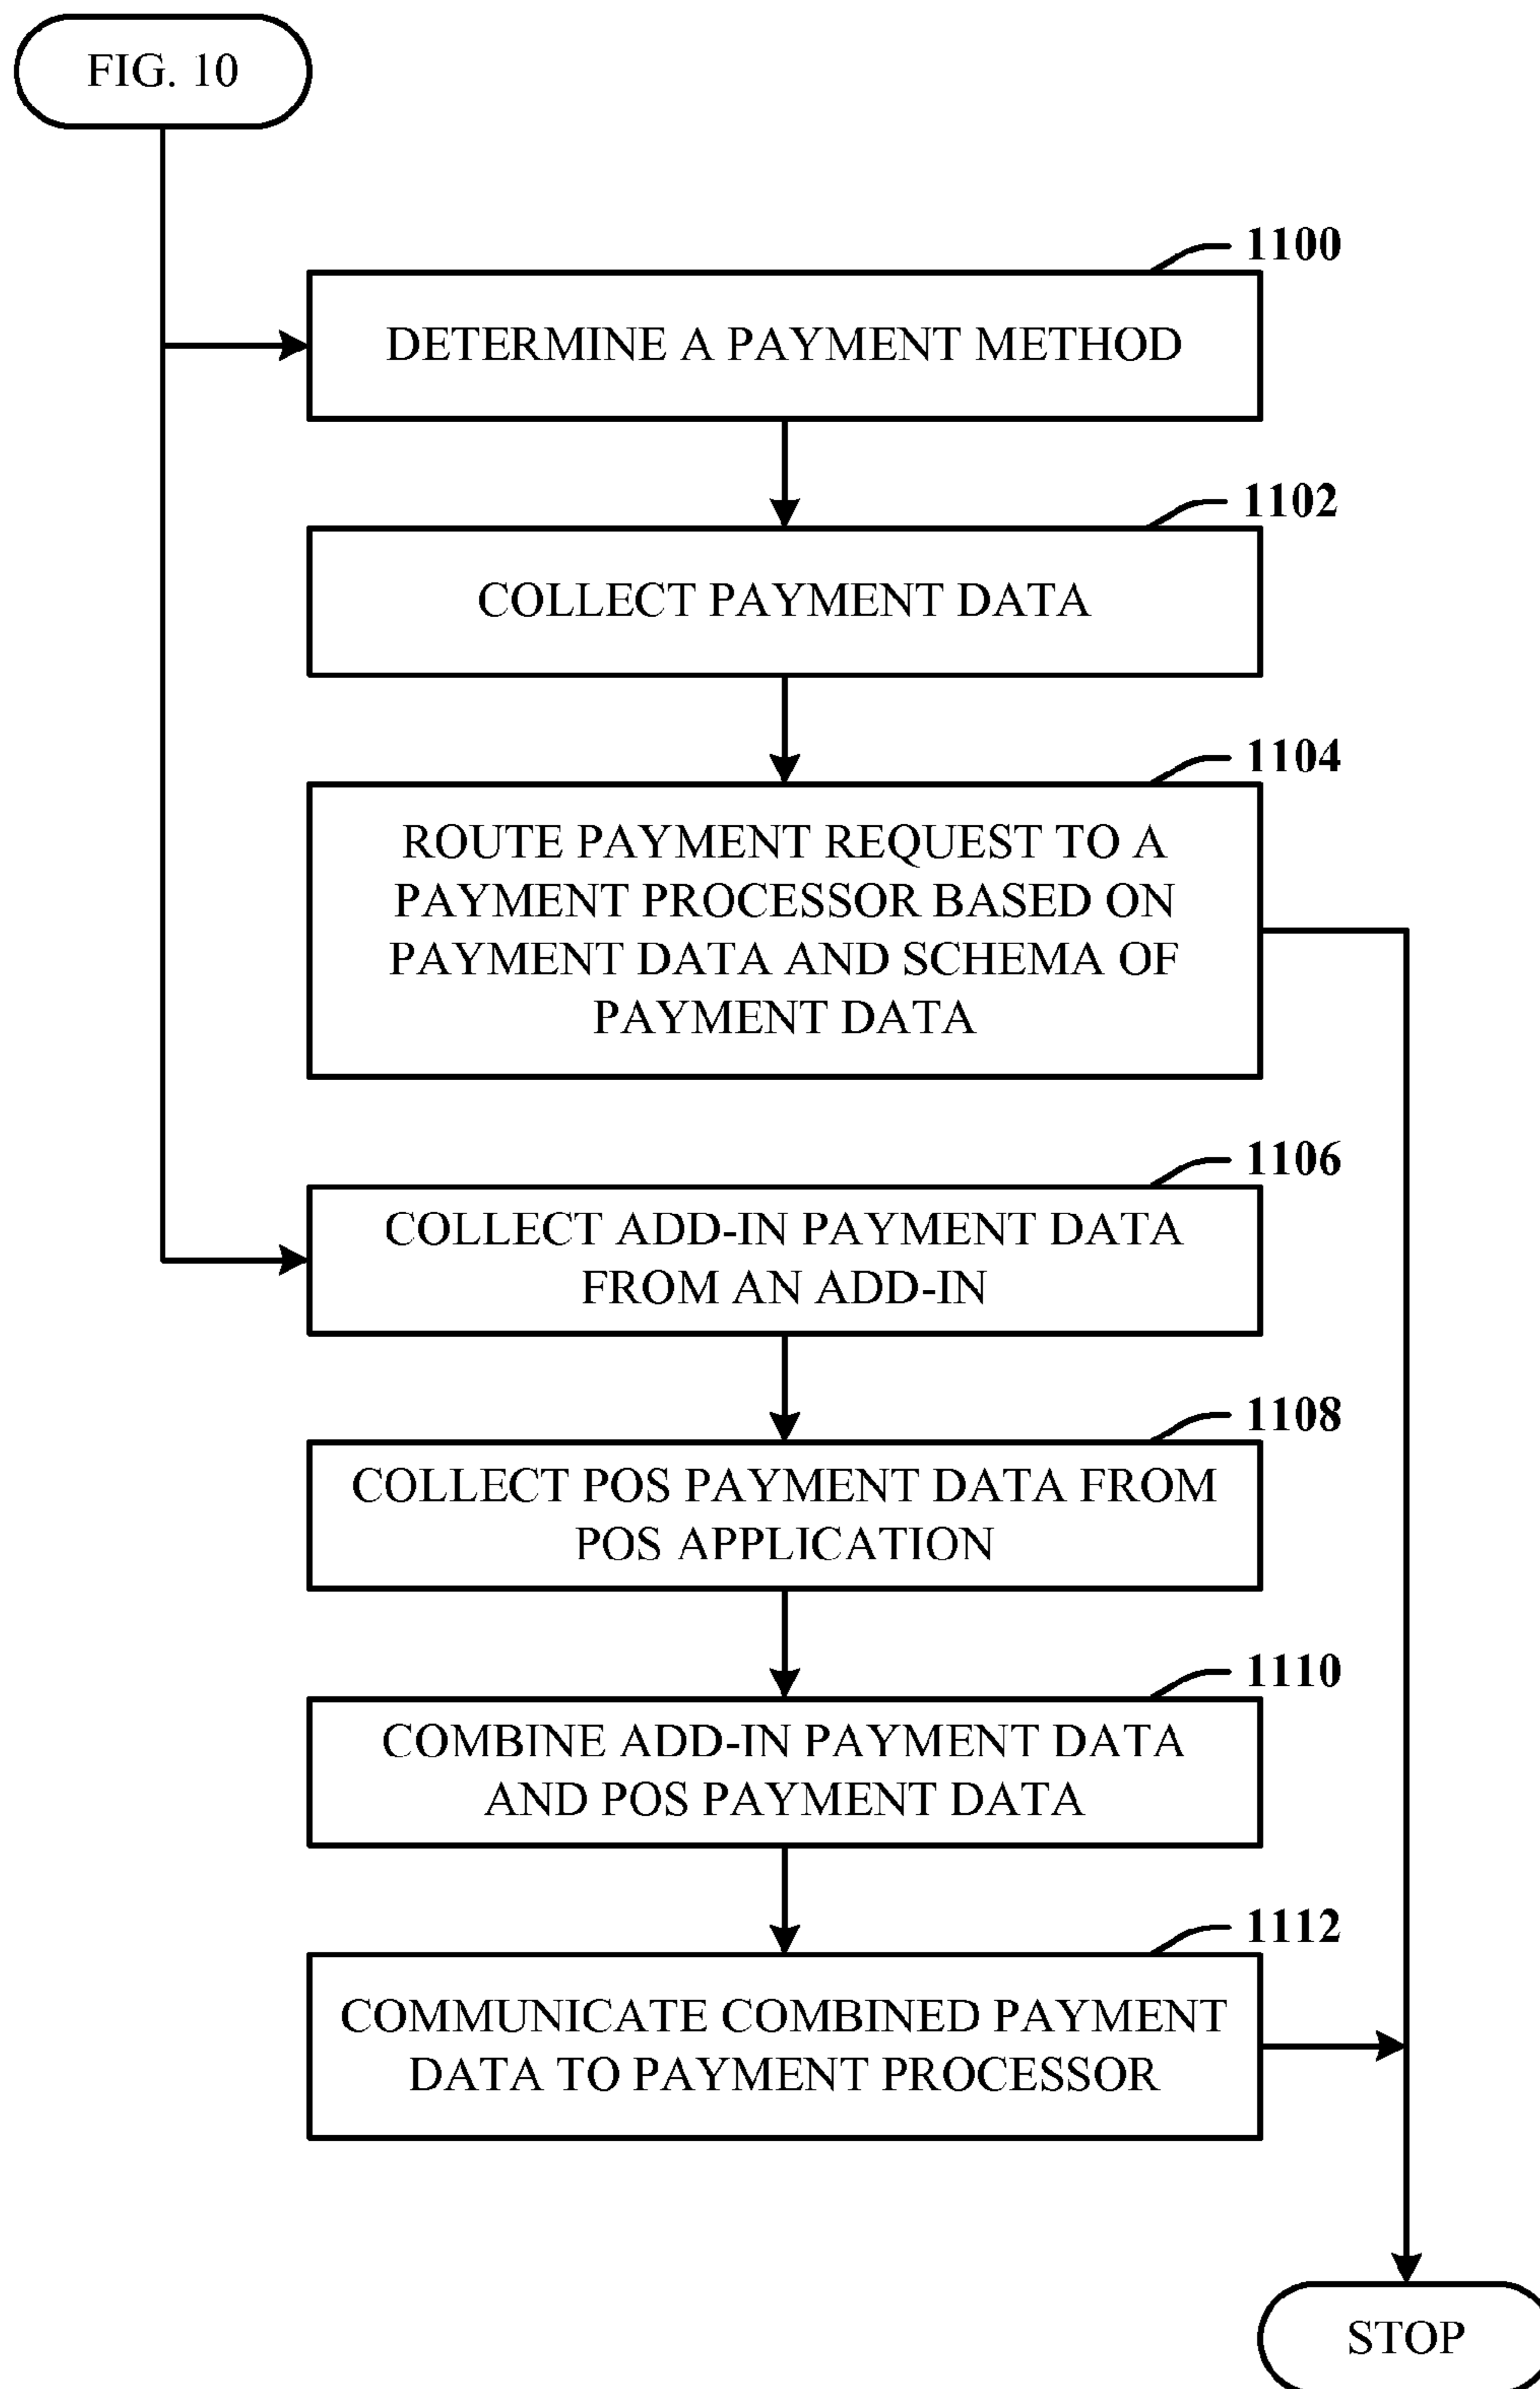 FIG. 10
1100
DETERMINE A PAYMENT METHOD
1102
COLLECT PAYMENT DATA
1104
ROUTE PAYMENT REQUEST TO A
PAYMENT PROCESSOR BASED ON
PAYMENT DATA AND SCHEMA OF
PAYMENT DATA
1106
COLLECT ADD-IN PAYMENT DATA
FROM AN ADD-IN
1108
COLLECT POS PAYMENT DATA FROM
POS APPLICATION
1110
COMBINE ADD-IN PAYMENT DATA
AND POS PAYMENT DATA
1112
COMMUNICATE COMBINED PAYMENT
DATA TO PAYMENT PROCESSOR
STOP